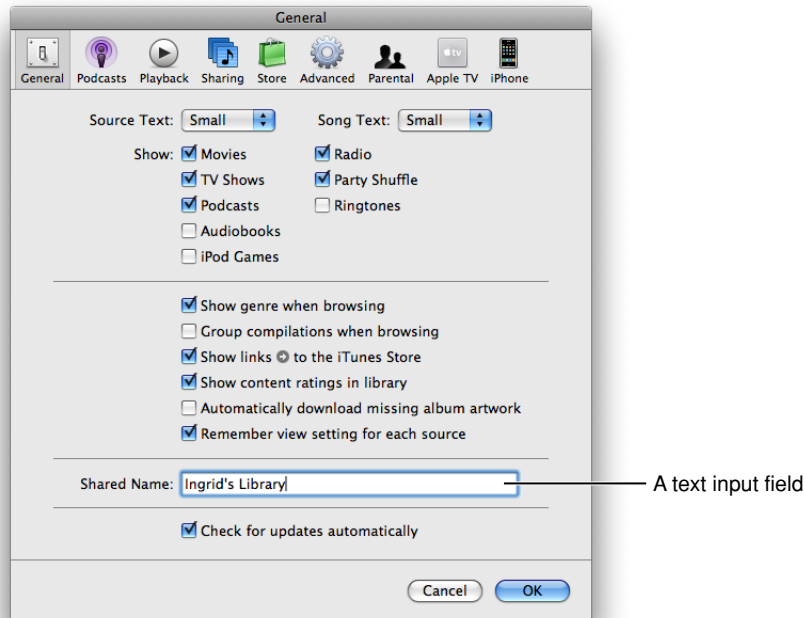 General
General Podcasts Playback Sharing Store Advanced Parental Apple TV iPhone
Source Text: Small Song Text: Small
Show: Movies Radio
TV Shows Party Shuffle
Podcasts Ringtones
Audiobooks
iPod Games
Show genre when browsing
Group compilations when browsing
Show links to the iTunes Store
Show content ratings in library
Automatically download missing album artwork
Remember view setting for each source
Shared Name: Ingrid's Library A text input field
Check for updates automatically
Cancel OK